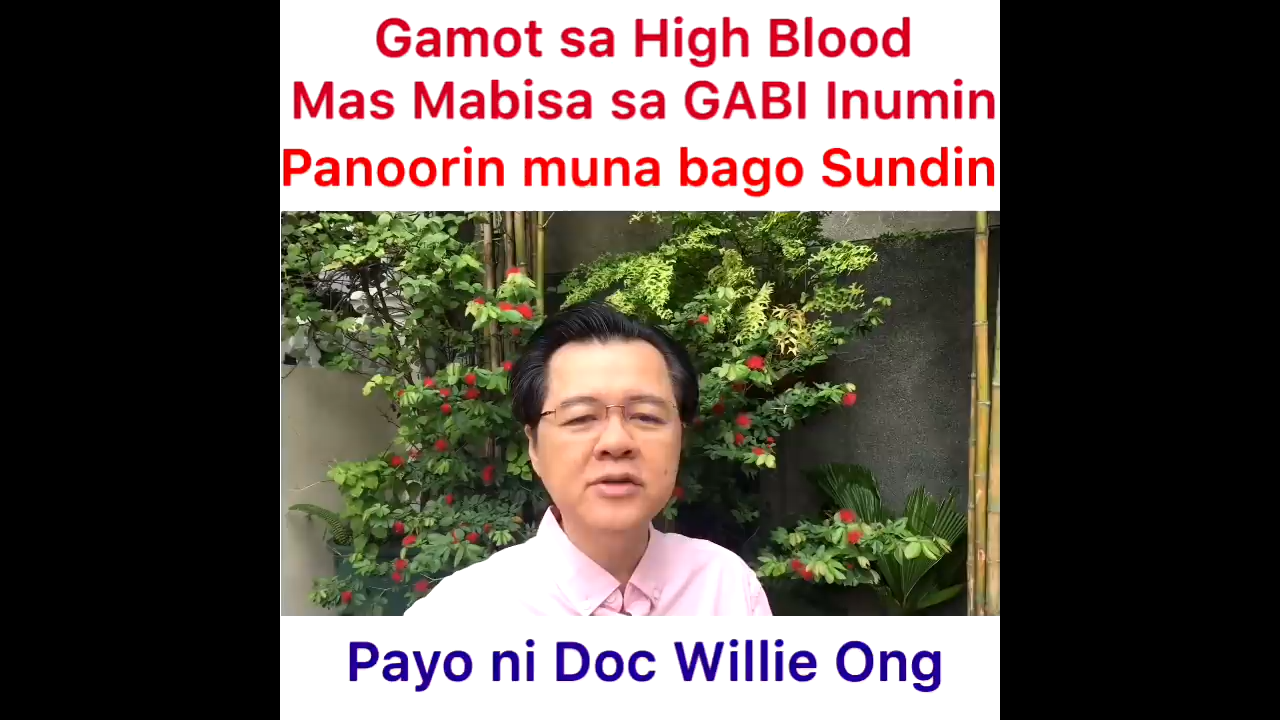 Gamot sa High Blood
Mas Mabisa sa GABI Inumin
Panoorin muna bago Sundin
Payo ni Doc Willie Ong